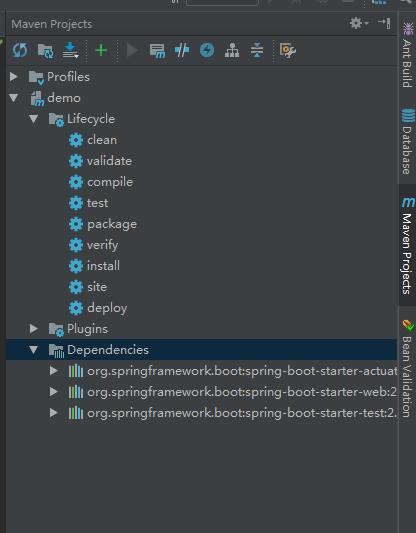 Maven Projects
Profiles
demo
Lifecycle
clean
validate
compile
test
package
verify
install
site
deploy
Plugins
Dependencies
org.springframework.boot:spring-boot-starter-actuat
org.springframework.boot:spring-boot-starter-web:2
org.springframework.boot:spring-boot-starter-test:2.
Ant Build
Database
m Maven Projects
Bean Validation